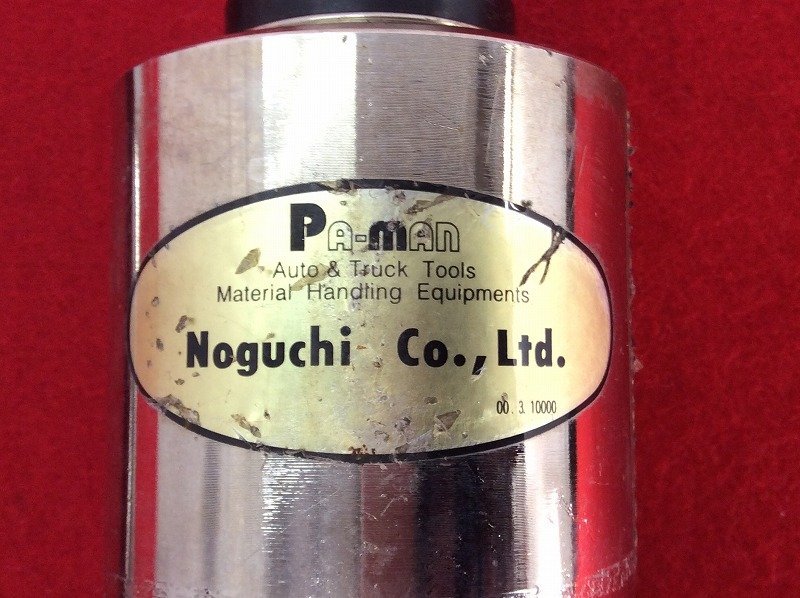 PA-MAN
Auto & Truck Tools
Material Handling Equipments
Noguchi Co., Ltd.
00. 3. 10000